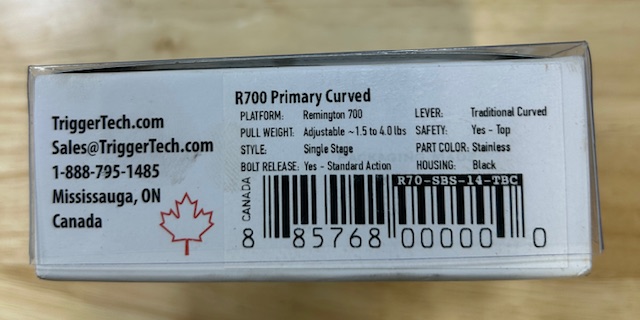 TriggerTech.com
Sales@TriggerTech.com
1-888-795-1485
Mississauga, ON
Canada
R700 Primary Curved
PLATFORM: Remington 700
PULL WEIGHT: Adjustable ~1.5 to 4.0 lbs
STYLE: Single Stage
BOLT RELEASE: Yes - Standard Action
LEVER: Traditional Curved
SAFETY: Yes - Top
PART COLOR: Stainless
HOUSING: Black
CANADA
R70-SBS-14-TBC
8 85768 00000 0